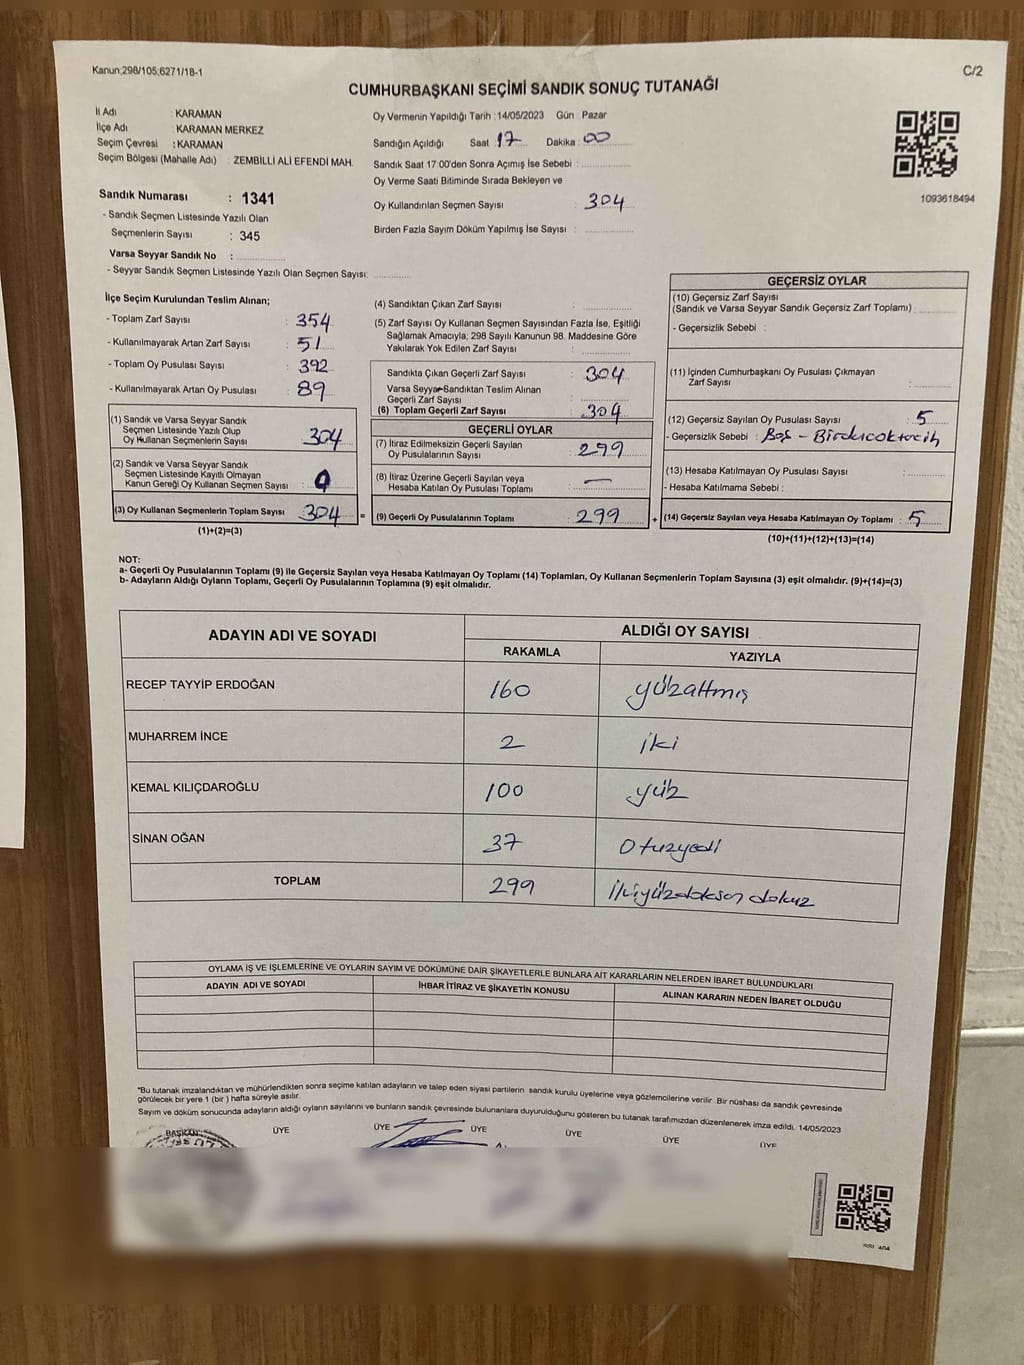 Kanun;298/105;6271/18-1
C/2
CUMHURBAŞKANI SEÇİMİ SANDIK SONUÇ TUTANAĞI
İl Adı : KARAMAN
İlçe Adı : KARAMAN MERKEZ
Seçim Çevresi : KARAMAN
Seçim Bölgesi (Mahalle Adı) : ZEMBİLLİ ALİ EFENDİ MAH.
Sandık Numarası : 1341
- Sandık Seçmen Listesinde Yazılı Olan
Seçmenlerin Sayısı : 345
Varsa Seyyar Sandık No :
- Seyyar Sandık Seçmen Listesinde Yazılı Olan Seçmen Sayısı:
Oy Vermenin Yapıldığı Tarih : 14/05/2023 Gün : Pazar
Sandığın Açıldığı Saat : 17 Dakika : 00
Sandık Saat 17:00'den Sonra Açımış İse Sebebi :
Oy Verme Saati Bitiminde Sırada Bekleyen ve
Oy Kullandırılan Seçmen Sayısı : 304
Birden Fazla Sayım Döküm Yapılmış İse Sayısı :
1093618494
İlçe Seçim Kurulundan Teslim Alınan;
- Toplam Zarf Sayısı : 354
- Kullanılmayarak Artan Zarf Sayısı : 51
- Toplam Oy Pusulası Sayısı : 392
- Kullanılmayarak Artan Oy Pusulası : 89
(1) Sandık ve Varsa Seyyar Sandık
Seçmen Listesinde Yazılı Olup
Oy Kullanan Seçmenlerin Sayısı : 304
(2) Sandık ve Varsa Seyyar Sandık
Seçmen Listesinde Kayıtlı Olmayan
Kanun Gereği Oy Kullanan Seçmen Sayısı : 0
(3) Oy Kullanan Seçmenlerin Toplam Sayısı : 304
(1)+(2)=(3)
(4) Sandıktan Çıkan Zarf Sayısı :
(5) Zarf Sayısı Oy Kullanan Seçmen Sayısından Fazla İse, Eşitliği
Sağlamak Amacıyla; 298 Sayılı Kanunun 98. Maddesine Göre
Yakılarak Yok Edilen Zarf Sayısı :
Sandıkta Çıkan Geçerli Zarf Sayısı : 304
Varsa Seyyar Sandıktan Teslim Alınan
Geçerli Zarf Sayısı :
(6) Toplam Geçerli Zarf Sayısı : 304
GEÇERLİ OYLAR
(7) İtiraz Edilmeksizin Geçerli Sayılan
Oy Pusulalarının Sayısı : 299
(8) İtiraz Üzerine Geçerli Sayılan veya
Hesaba Katılan Oy Pusulası Toplamı : —
= (9) Geçerli Oy Pusulalarının Toplamı : 299
GEÇERSİZ OYLAR
(10) Geçersiz Zarf Sayısı
(Sandık ve Varsa Seyyar Sandık Geçersiz Zarf Toplamı) :
- Geçersizlik Sebebi :
(11) İçinden Cumhurbaşkanı Oy Pusulası Çıkmayan
Zarf Sayısı :
(12) Geçersiz Sayılan Oy Pusulası Sayısı : 5
- Geçersizlik Sebebi : Boş - Birden çok tercih
(13) Hesaba Katılmayan Oy Pusulası Sayısı :
- Hesaba Katılmama Sebebi :
+ (14) Geçersiz Sayılan veya Hesaba Katılmayan Oy Toplamı : 5
(10)+(11)+(12)+(13)=(14)
NOT:
a- Geçerli Oy Pusulalarının Toplamı (9) ile Geçersiz Sayılan veya Hesaba Katılmayan Oy Toplamı (14) Toplamları, Oy Kullanan Seçmenlerin Toplam Sayısına (3) eşit olmalıdır. (9)+(14)=(3)
b- Adayların Aldığı Oyların Toplamı, Geçerli Oy Pusulalarının Toplamına (9) eşit olmalıdır.
ADAYIN ADI VE SOYADI
ALDIĞI OY SAYISI
RAKAMLA YAZIYLA
RECEP TAYYİP ERDOĞAN 160 yüzaltmış
MUHARREM İNCE 2 iki
KEMAL KILIÇDAROĞLU 100 yüz
SİNAN OĞAN 37 Otuzyedi
TOPLAM 299 İkiyüzdoksan dokuz
OYLAMA İŞ VE İŞLEMLERİNE VE OYLARIN SAYIM VE DÖKÜMÜNE DAİR ŞİKAYETLERLE BUNLARA AİT KARARLARIN NELERDEN İBARET BULUNDUKLARI
ADAYIN ADI VE SOYADI İHBAR İTİRAZ VE ŞİKAYETİN KONUSU ALINAN KARARIN NEDEN İBARET OLDUĞU
*Bu tutanak imzalandıktan ve mühürlendikten sonra seçime katılan adayların ve talep eden siyasi partilerin sandık kurulu üyelerine veya gözlemcilerine verilir. Bir nüshası da sandık çevresinde
görülecek bir yere 1 (bir ) hafta süreyle asılır.
Sayım ve döküm sonucunda adayların aldığı oyların sayılarını ve bunların sandık çevresinde bulunanlara duyurulduğunu gösteren bu tutanak tarafımızdan düzenlenerek imza edildi. 14/05/2023
BAŞKAN ÜYE ÜYE ÜYE ÜYE ÜYE ÜYE